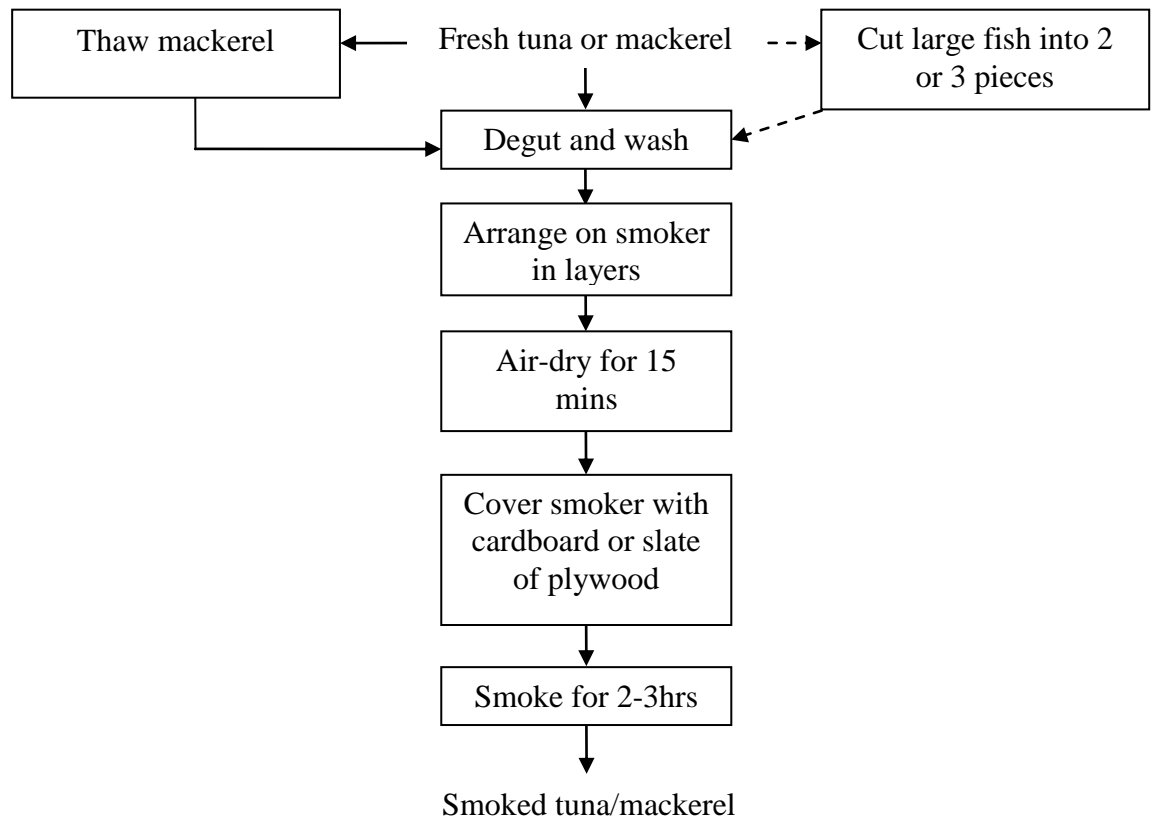 Thaw mackerel
Fresh tuna or mackerel
Cut large fish into 2
or 3 pieces
Degut and wash
Arrange on smoker
in layers
Air-dry for 15
mins
Cover smoker with
cardboard or slate
of plywood
Smoke for 2-3hrs
Smoked tuna/mackerel